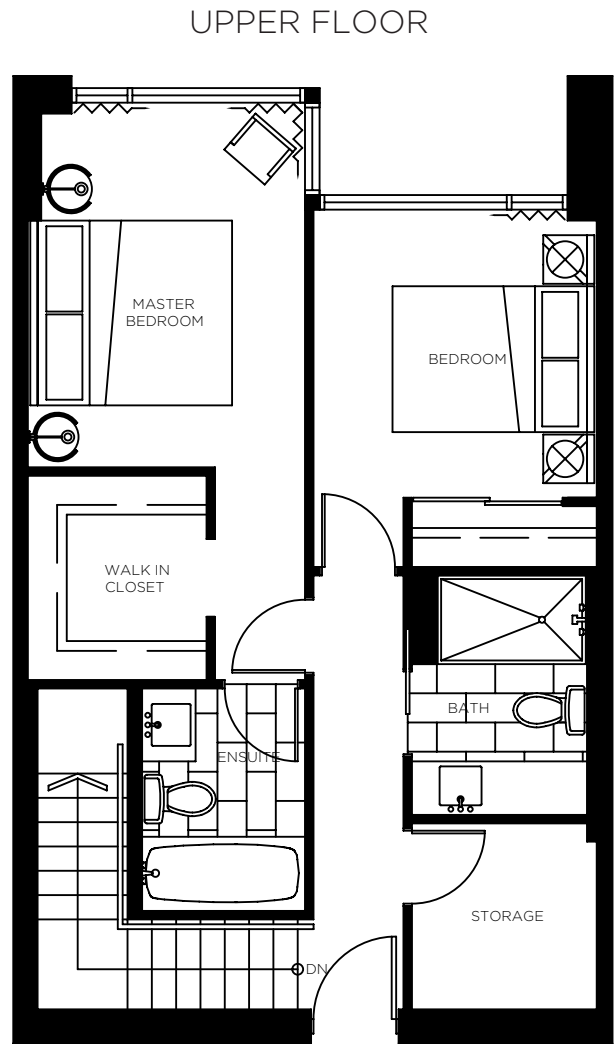 UPPER FLOOR
MASTER
BEDROOM
BEDROOM
WALK IN
CLOSET
BATH
ENSUITE
STORAGE
DN